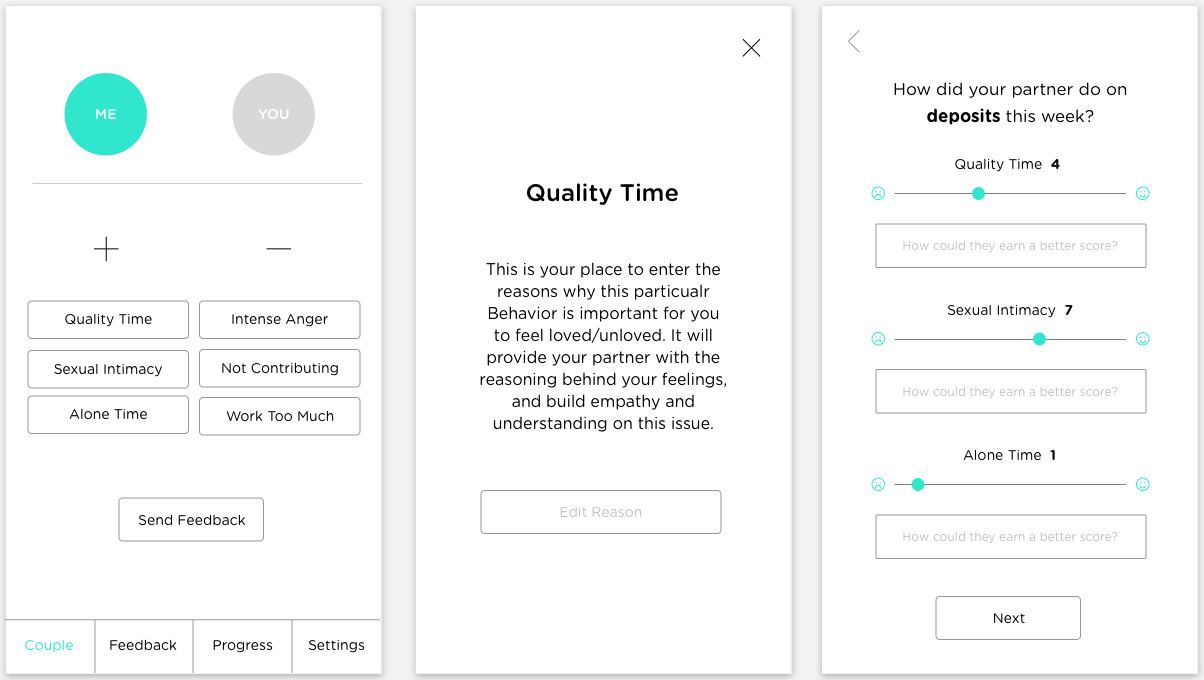 ME
YOU
+
—
Quality Time
Intense Anger
Sexual Intimacy
Not Contributing
Alone Time
Work Too Much
Send Feedback
Couple
Feedback
Progress
Settings
Quality Time
This is your place to enter the
reasons why this particualr
Behavior is important for you
to feel loved/unloved. It will
provide your partner with the
reasoning behind your feelings,
and build empathy and
understanding on this issue.
Edit Reason
How did your partner do on
deposits this week?
Quality Time 4
How could they earn a better score?
Sexual Intimacy 7
How could they earn a better score?
Alone Time 1
How could they earn a better score?
Next